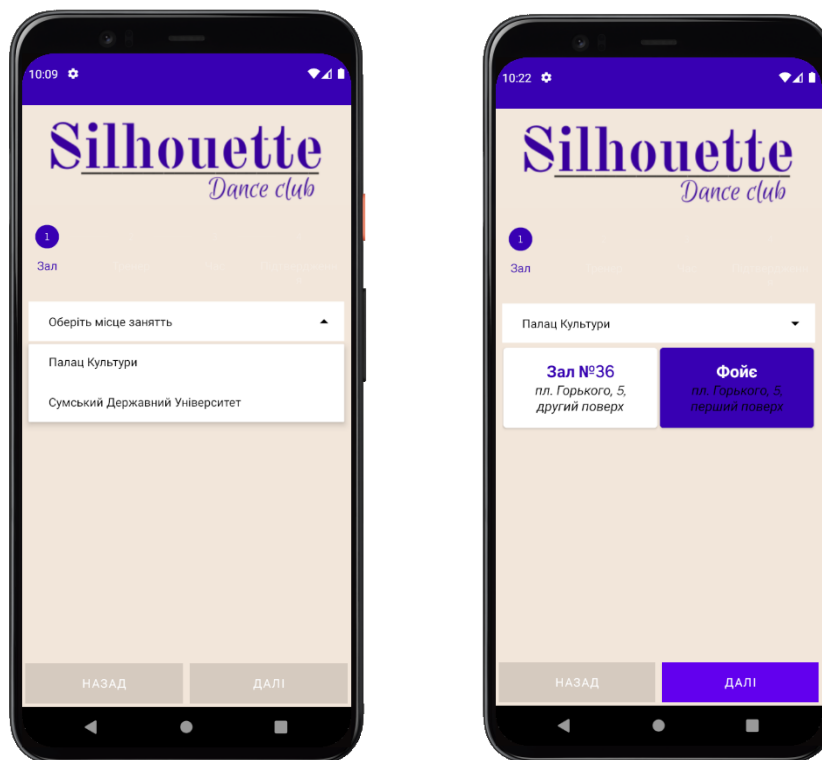 10:09
Silhouette
Dance club
1
Зал
Оберіть місце занятть
Палац Культури
Сумський Державний Університет
НАЗАД ДАЛІ
10:22
Silhouette
Dance club
1
Зал
Палац Культури
Зал №36
пл. Горького, 5,
другий поверх
Фойє
пл. Горького, 5,
перший поверх
НАЗАД ДАЛІ